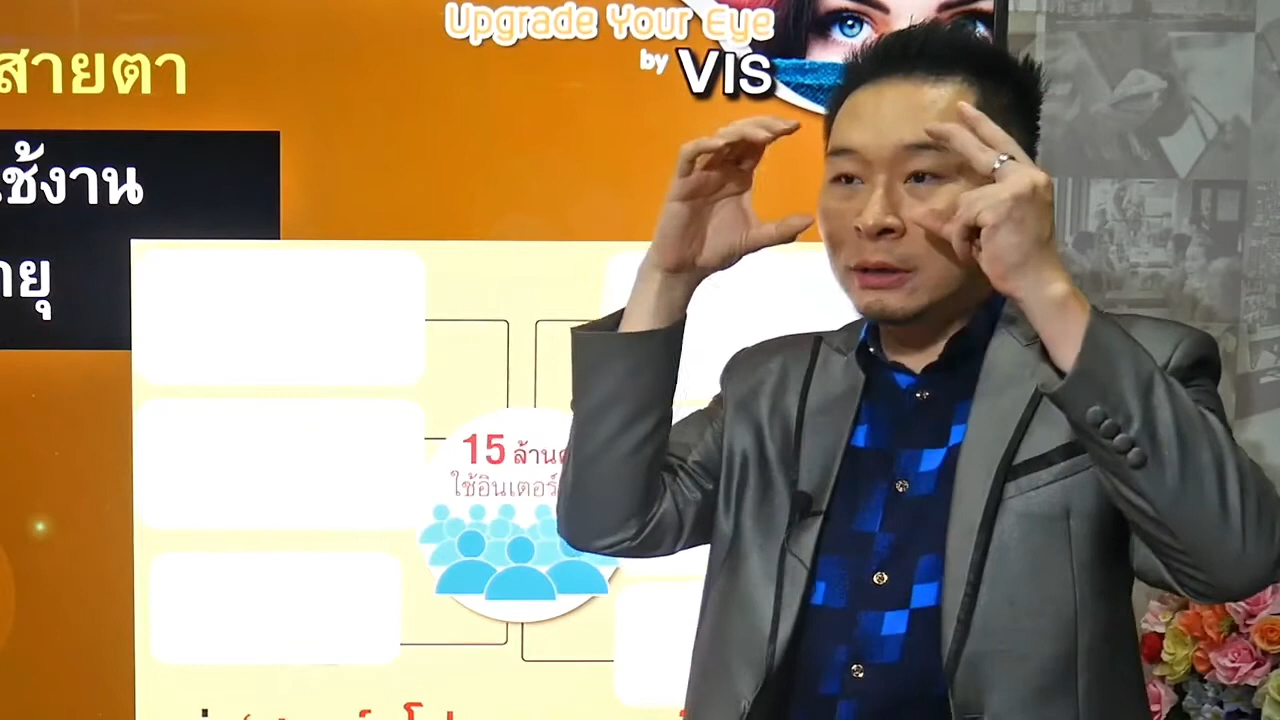 Upgrade Your Eye
by VIS
สายตา
ช้งาน
ายุ
15 ล้าน
ใช้อินเตอร์